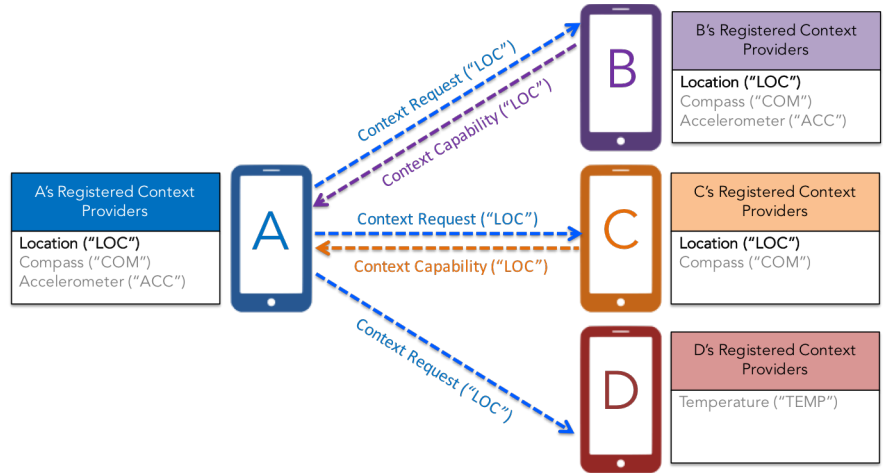 A's Registered Context
Providers
Location (“LOC”)
Compass (“COM”)
Accelerometer (“ACC”)
A
Context Request (“LOC”)
Context Capability (“LOC”)
Context Request (“LOC”)
Context Capability (“LOC”)
Context Request (“LOC”)
B
B's Registered Context
Providers
Location (“LOC”)
Compass (“COM”)
Accelerometer (“ACC”)
C
C's Registered Context
Providers
Location (“LOC”)
Compass (“COM”)
D
D's Registered Context
Providers
Temperature (“TEMP”)